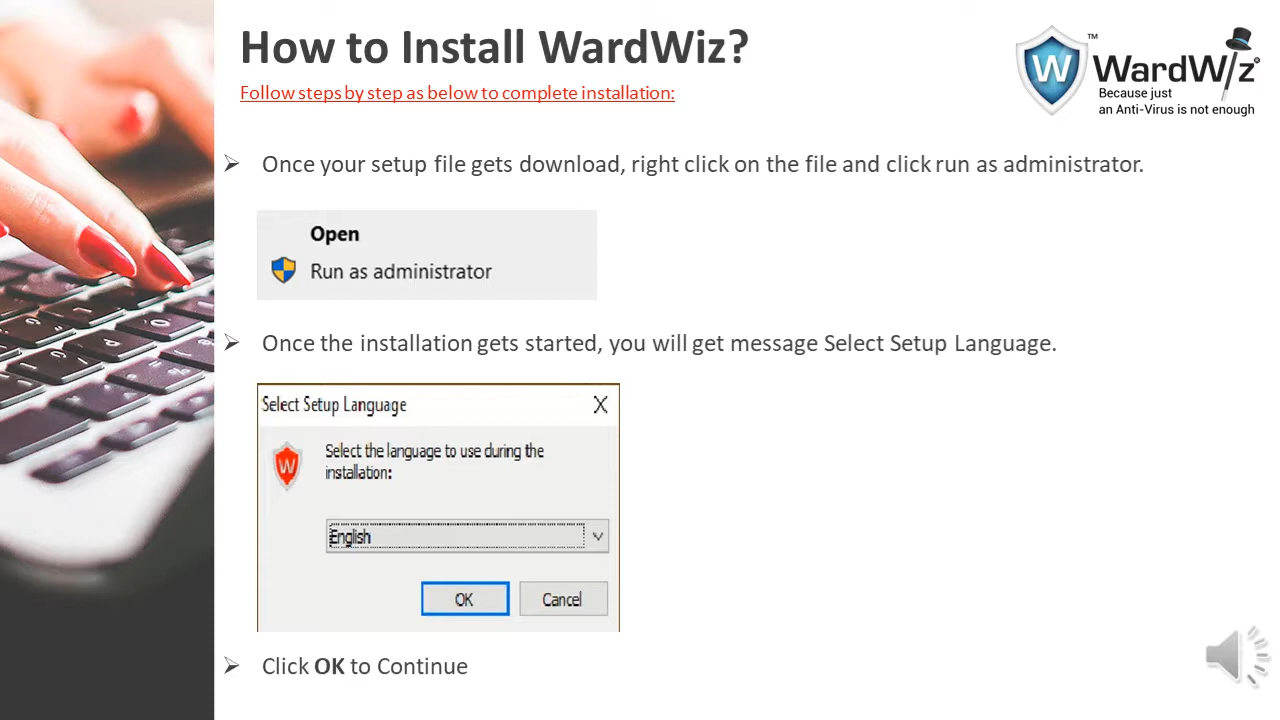 How to Install WardWiz?
Follow steps by step as below to complete installation:
W
™
WardWiz®
Because just
an Anti-Virus is not enough
Once your setup file gets download, right click on the file and click run as administrator.
Open
Run as administrator
Once the installation gets started, you will get message Select Setup Language.
Select Setup Language
X
W
Select the language to use during the
installation:
English
OK
Cancel
Click OK to Continue